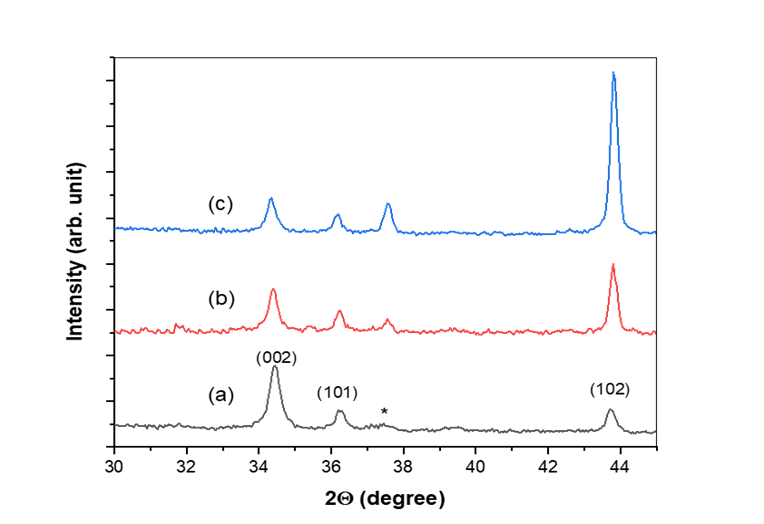 Intensity (arb. unit)
(c)
(b)
(002)
(101)
(102)
(a)
*
30 32 34 36 38 40 42 44
2Θ (degree)